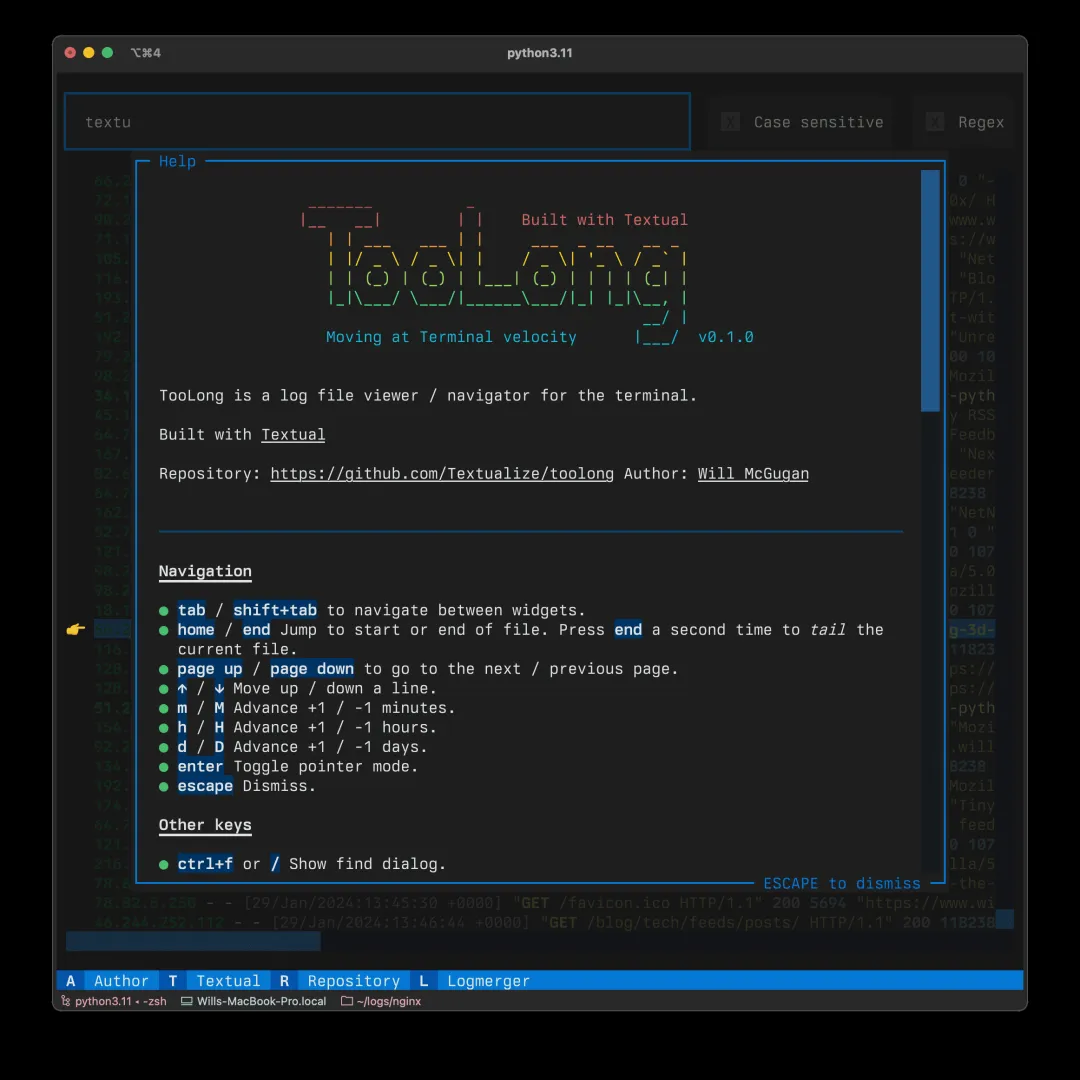 ⌥⌘4 python3.11
textu X Case sensitive X Regex
Help
TooLong
Built with Textual
Moving at Terminal velocity v0.1.0
TooLong is a log file viewer / navigator for the terminal.
Built with Textual
Repository: https://github.com/Textualize/toolong Author: Will McGugan
Navigation
● tab / shift+tab to navigate between widgets.
● home / end Jump to start or end of file. Press end a second time to tail the
current file.
● page up / page down to go to the next / previous page.
● ↑ / ↓ Move up / down a line.
● m / M Advance +1 / -1 minutes.
● h / H Advance +1 / -1 hours.
● d / D Advance +1 / -1 days.
● enter Toggle pointer mode.
● escape Dismiss.
Other keys
● ctrl+f or / Show find dialog.
ESCAPE to dismiss
78.82.8.250 - - [29/Jan/2024:13:45:30 +0000] "GET /favicon.ico HTTP/1.1" 200 5694 "https://www.wi
46.244.252.112 - - [29/Jan/2024:13:46:44 +0000] "GET /blog/tech/feeds/posts/ HTTP/1.1" 200 118238
A Author T Textual R Repository L Logmerger
python3.11 • -zsh Wills-MacBook-Pro.local ~/logs/nginx